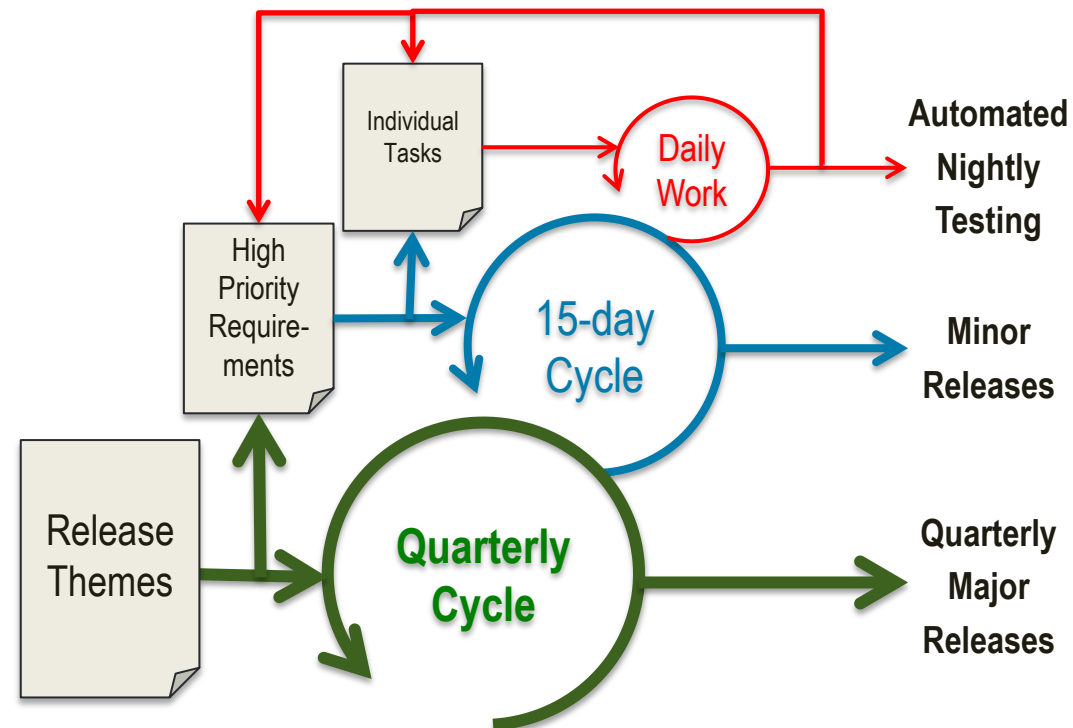 Individual
Tasks
Daily
Work
Automated
Nightly
Testing
High
Priority
Require-
ments
15-day
Cycle
Minor
Releases
Release
Themes
Quarterly
Cycle
Quarterly
Major
Releases